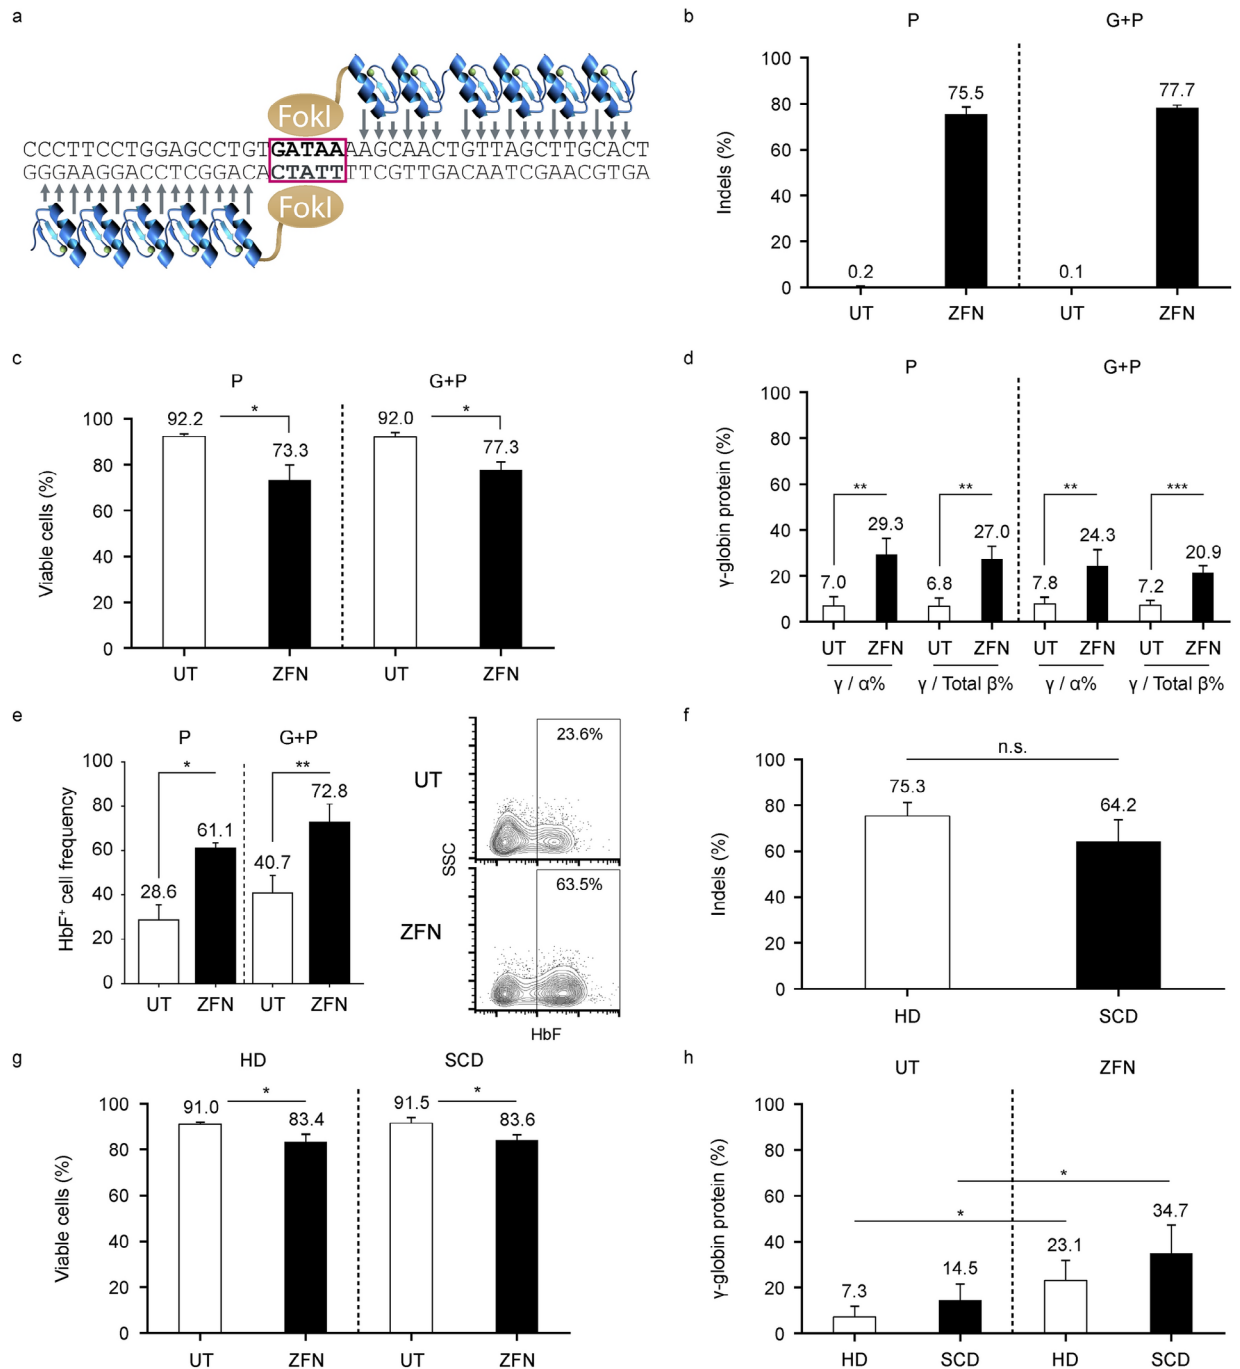 a
FokI
CCCTTCCTGGAGCCTGTGATAAAAGCAACTGTTAGCTTGCACT
GGGAAGGACCTCGGACACTATTTTCGTTGACAATCGAACGTGA
FokI
b
P G+P
Indels (%)
100
80
60
40
20
0
0.2 75.5 0.1 77.7
UT ZFN UT ZFN
c
P G+P
Viable cells (%)
100
80
60
40
20
0
92.2 * 73.3 92.0 * 77.3
UT ZFN UT ZFN
d
P G+P
γ-globin protein (%)
100
80
60
40
20
0
** ** ** ***
7.0 29.3 6.8 27.0 7.8 24.3 7.2 20.9
UT ZFN UT ZFN UT ZFN UT ZFN
γ / α% γ / Total β% γ / α% γ / Total β%
e
P G+P
HbF+ cell frequency
100
80
60
40
20
0
* **
28.6 61.1 40.7 72.8
UT ZFN UT ZFN
UT
23.6%
SSC
ZFN
63.5%
HbF
f
Indels (%)
100
80
60
40
20
0
n.s.
75.3 64.2
HD SCD
g
HD SCD
Viable cells (%)
100
80
60
40
20
0
91.0 * 83.4 91.5 * 83.6
UT ZFN UT ZFN
h
UT ZFN
γ-globin protein (%)
100
80
60
40
20
0
*
*
7.3 14.5 23.1 34.7
HD SCD HD SCD